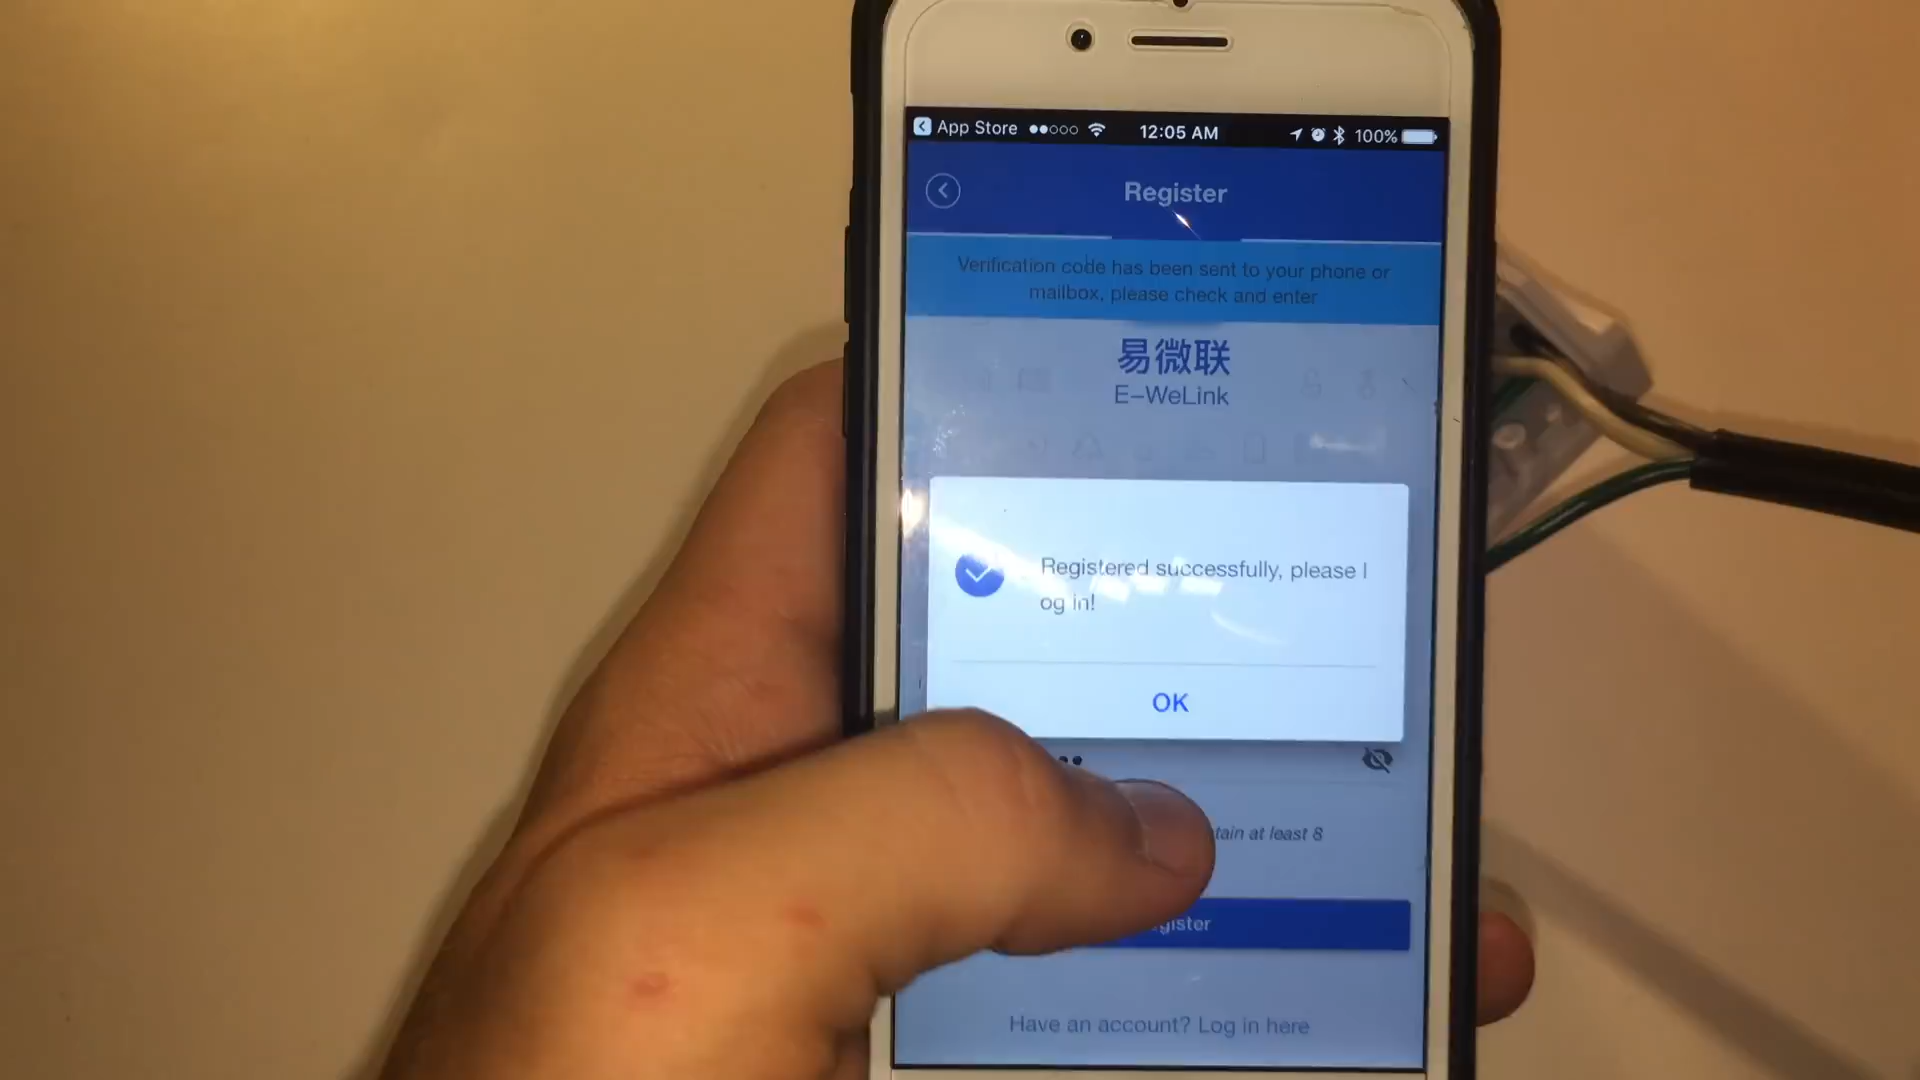 App Store
12:05 AM
100%
Register
Verification code has been sent to your phone or
mailbox, please check and enter
易微联
E-WeLink
Registered successfully, please l
og in!
OK
at least 8
Have an account? Log in here